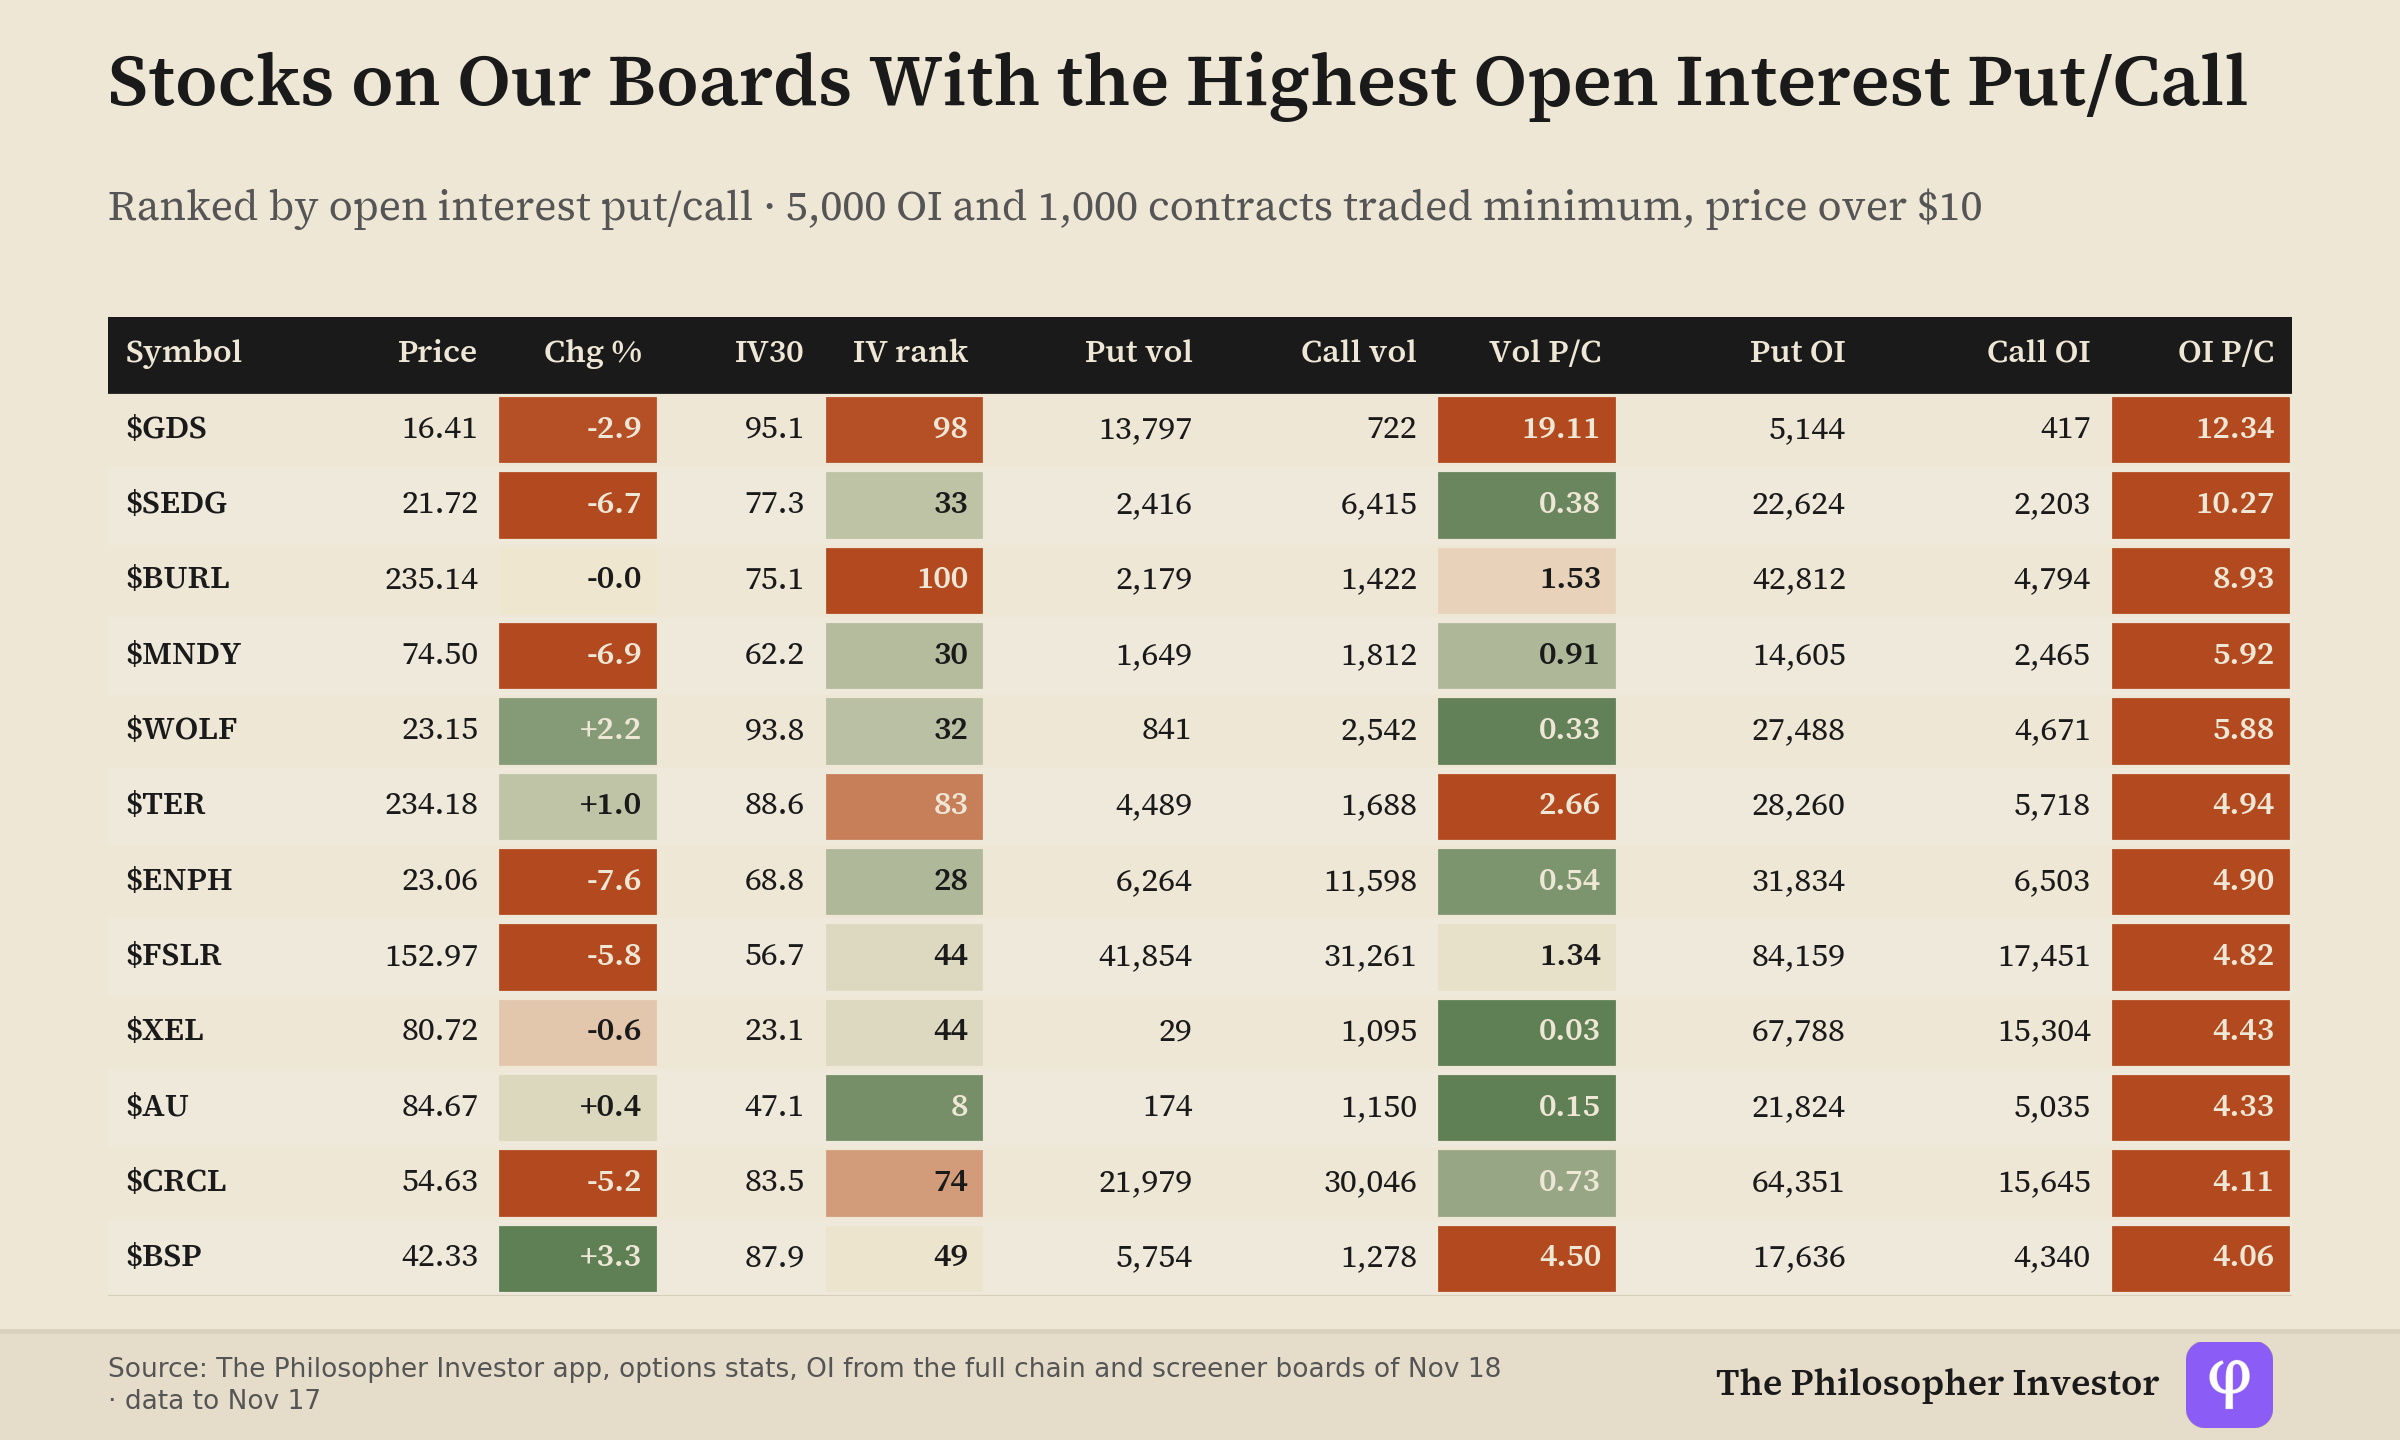 Stocks on Our Boards With the Highest Open Interest Put/Call
Ranked by open interest put/call · 5,000 OI and 1,000 contracts traded minimum, price over $10
Symbol Price Chg % IV30 IV rank Put vol Call vol Vol P/C Put OI Call OI OI P/C
$GDS 16.41 -2.9 95.1 98 13,797 722 19.11 5,144 417 12.34
$SEDG 21.72 -6.7 77.3 33 2,416 6,415 0.38 22,624 2,203 10.27
$BURL 235.14 -0.0 75.1 100 2,179 1,422 1.53 42,812 4,794 8.93
$MNDY 74.50 -6.9 62.2 30 1,649 1,812 0.91 14,605 2,465 5.92
$WOLF 23.15 +2.2 93.8 32 841 2,542 0.33 27,488 4,671 5.88
$TER 234.18 +1.0 88.6 83 4,489 1,688 2.66 28,260 5,718 4.94
$ENPH 23.06 -7.6 68.8 28 6,264 11,598 0.54 31,834 6,503 4.90
$FSLR 152.97 -5.8 56.7 44 41,854 31,261 1.34 84,159 17,451 4.82
$XEL 80.72 -0.6 23.1 44 29 1,095 0.03 67,788 15,304 4.43
$AU 84.67 +0.4 47.1 8 174 1,150 0.15 21,824 5,035 4.33
$CRCL 54.63 -5.2 83.5 74 21,979 30,046 0.73 64,351 15,645 4.11
$BSP 42.33 +3.3 87.9 49 5,754 1,278 4.50 17,636 4,340 4.06
Source: The Philosopher Investor app, options stats, OI from the full chain and screener boards of Nov 18
· data to Nov 17
The Philosopher Investor φ